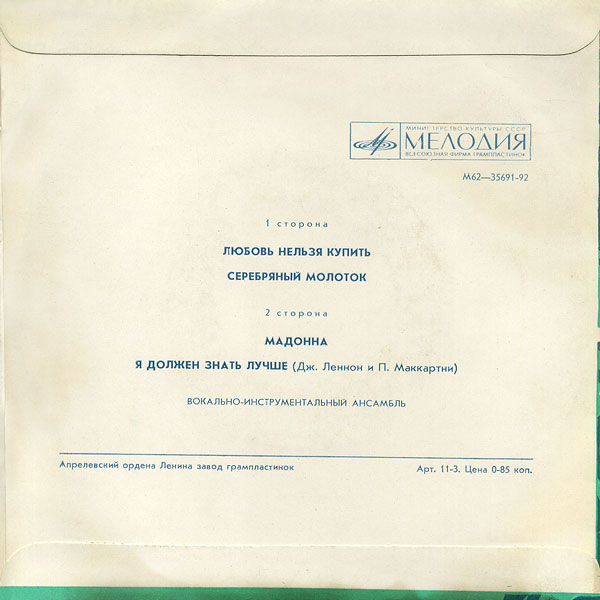 МИНИСТЕРСТВО КУЛЬТУРЫ СССР
МЕЛОДИЯ
ВСЕСОЮЗНАЯ ФИРМА ГРАМПЛАСТИНОК
М62—35691-92
1 сторона
ЛЮБОВЬ НЕЛЬЗЯ КУПИТЬ
СЕРЕБРЯНЫЙ МОЛОТОК
2 сторона
МАДОННА
Я ДОЛЖЕН ЗНАТЬ ЛУЧШЕ (Дж. Леннон и П. Маккартни)
ВОКАЛЬНО-ИНСТРУМЕНТАЛЬНЫЙ АНСАМБЛЬ
Апрелевский ордена Ленина завод грампластинок Арт. 11-3. Цена 0-85 коп.